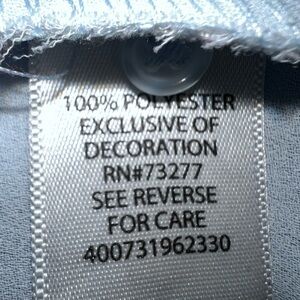 100% POLYESTER
EXCLUSIVE OF
DECORATION
RN#73277
SEE REVERSE
FOR CARE
400731962330